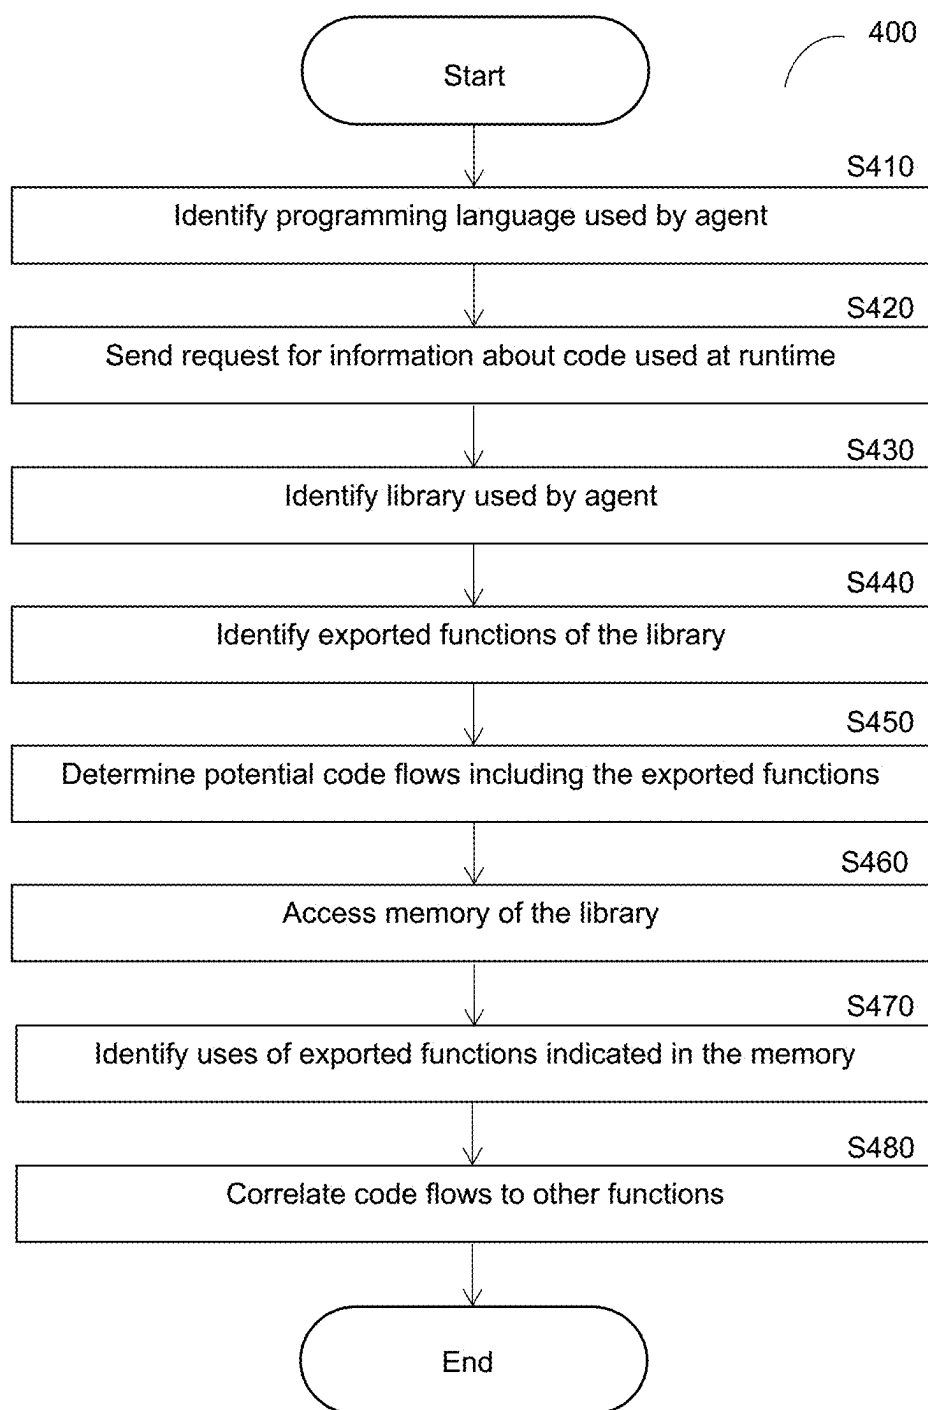 400
Start
S410
Identify programming language used by agent
S420
Send request for information about code used at runtime
S430
Identify library used by agent
S440
Identify exported functions of the library
S450
Determine potential code flows including the exported functions
S460
Access memory of the library
S470
Identify uses of exported functions indicated in the memory
S480
Correlate code flows to other functions
End